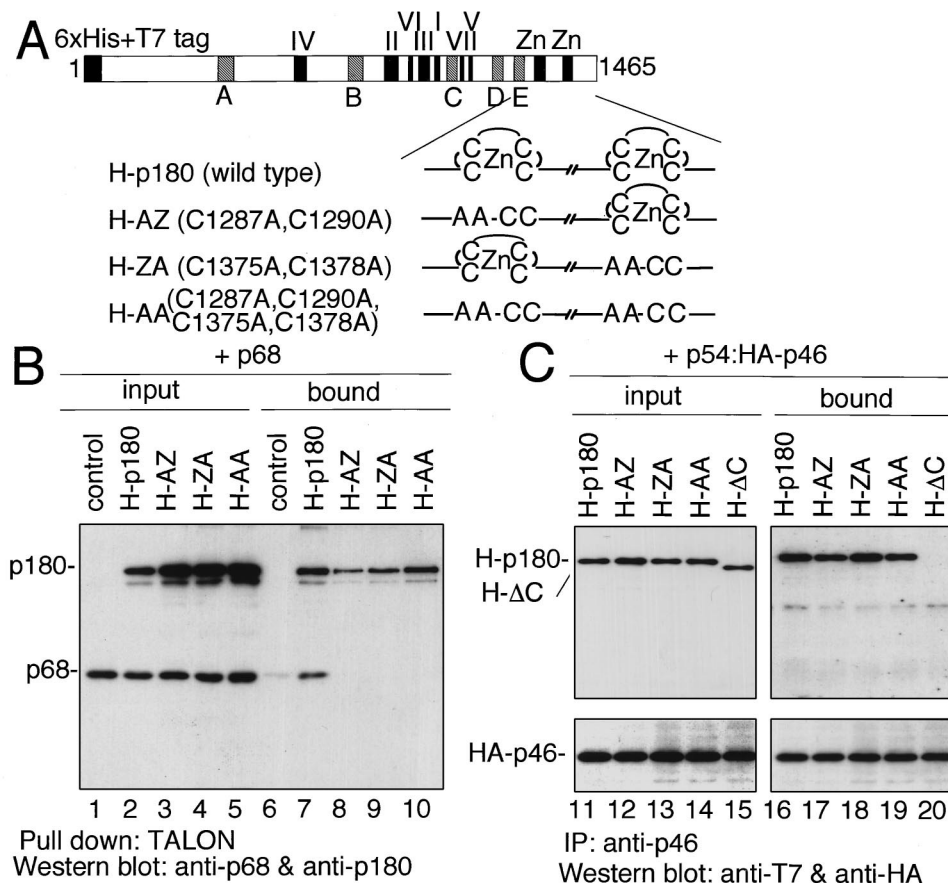 A
6xHis+T7 tag
IV
VI
I
V
II
III
VII
Zn
Zn
1
1465
A
B
C
D
E
H-p180 (wild type)
C C Zn C C
C C Zn C C
H-AZ (C1287A,C1290A)
AA-CC
C C Zn C C
H-ZA (C1375A,C1378A)
C C Zn C C
AA-CC
H-AA (C1287A,C1290A,
C1375A,C1378A)
AA-CC
AA-CC
B
+ p68
input
bound
control
H-p180
H-AZ
H-ZA
H-AA
control
H-p180
H-AZ
H-ZA
H-AA
p180-
p68-
1 2 3 4 5 6 7 8 9 10
Pull down: TALON
Western blot: anti-p68 & anti-p180
C
+ p54:HA-p46
input
bound
H-p180
H-AZ
H-ZA
H-AA
H-ΔC
H-p180
H-AZ
H-ZA
H-AA
H-ΔC
H-p180-
H-ΔC
HA-p46-
11 12 13 14 15 16 17 18 19 20
IP: anti-p46
Western blot: anti-T7 & anti-HA